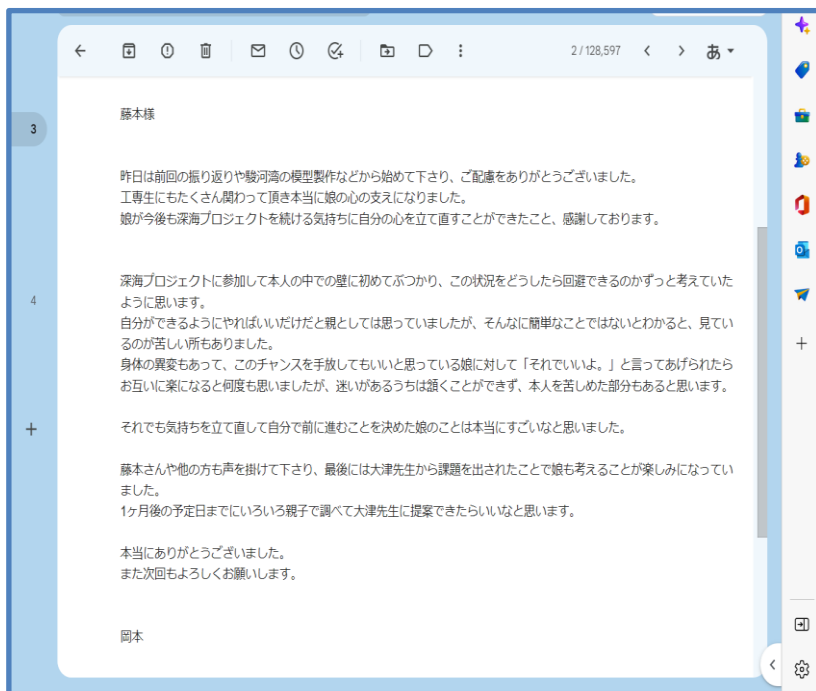 2 / 128,597
あ
3
藤本様
昨日は前回の振り返りや駿河湾の模型製作などから始めて下さり、ご配慮をありがとうございました。
工専生にもたくさん関わって頂き本当に娘の心の支えになりました。
娘が今後も深海プロジェクトを続ける気持ちに自分の心を立て直すことができたこと、感謝しております。
4
深海プロジェクトに参加して本人の中での壁に初めてぶつかり、この状況をどうしたら回避できるのかずっと考えていた
ように思います。
自分ができるようにやればいいだけだと親としては思っていましたが、そんなに簡単なことではないとわかると、見てい
るのが苦しい所もありました。
身体の異変もあって、このチャンスを手放してもいいと思っている娘に対して「それでいいよ。」と言ってあげられたら
お互いに楽になると何度も思いましたが、迷いがあるうちは頷くことができず、本人を苦しめた部分もあると思います。
それでも気持ちを立て直して自分で前に進むことを決めた娘のことは本当にすごいなと思いました。
藤本さんや他の方も声を掛けて下さり、最後には大津先生から課題を出されたことで娘も考えることが楽しみになってい
ました。
1ヶ月後の予定日までにいろいろ親子で調べて大津先生に提案できたらいいなと思います。
本当にありがとうございました。
また次回もよろしくお願いします。
岡本